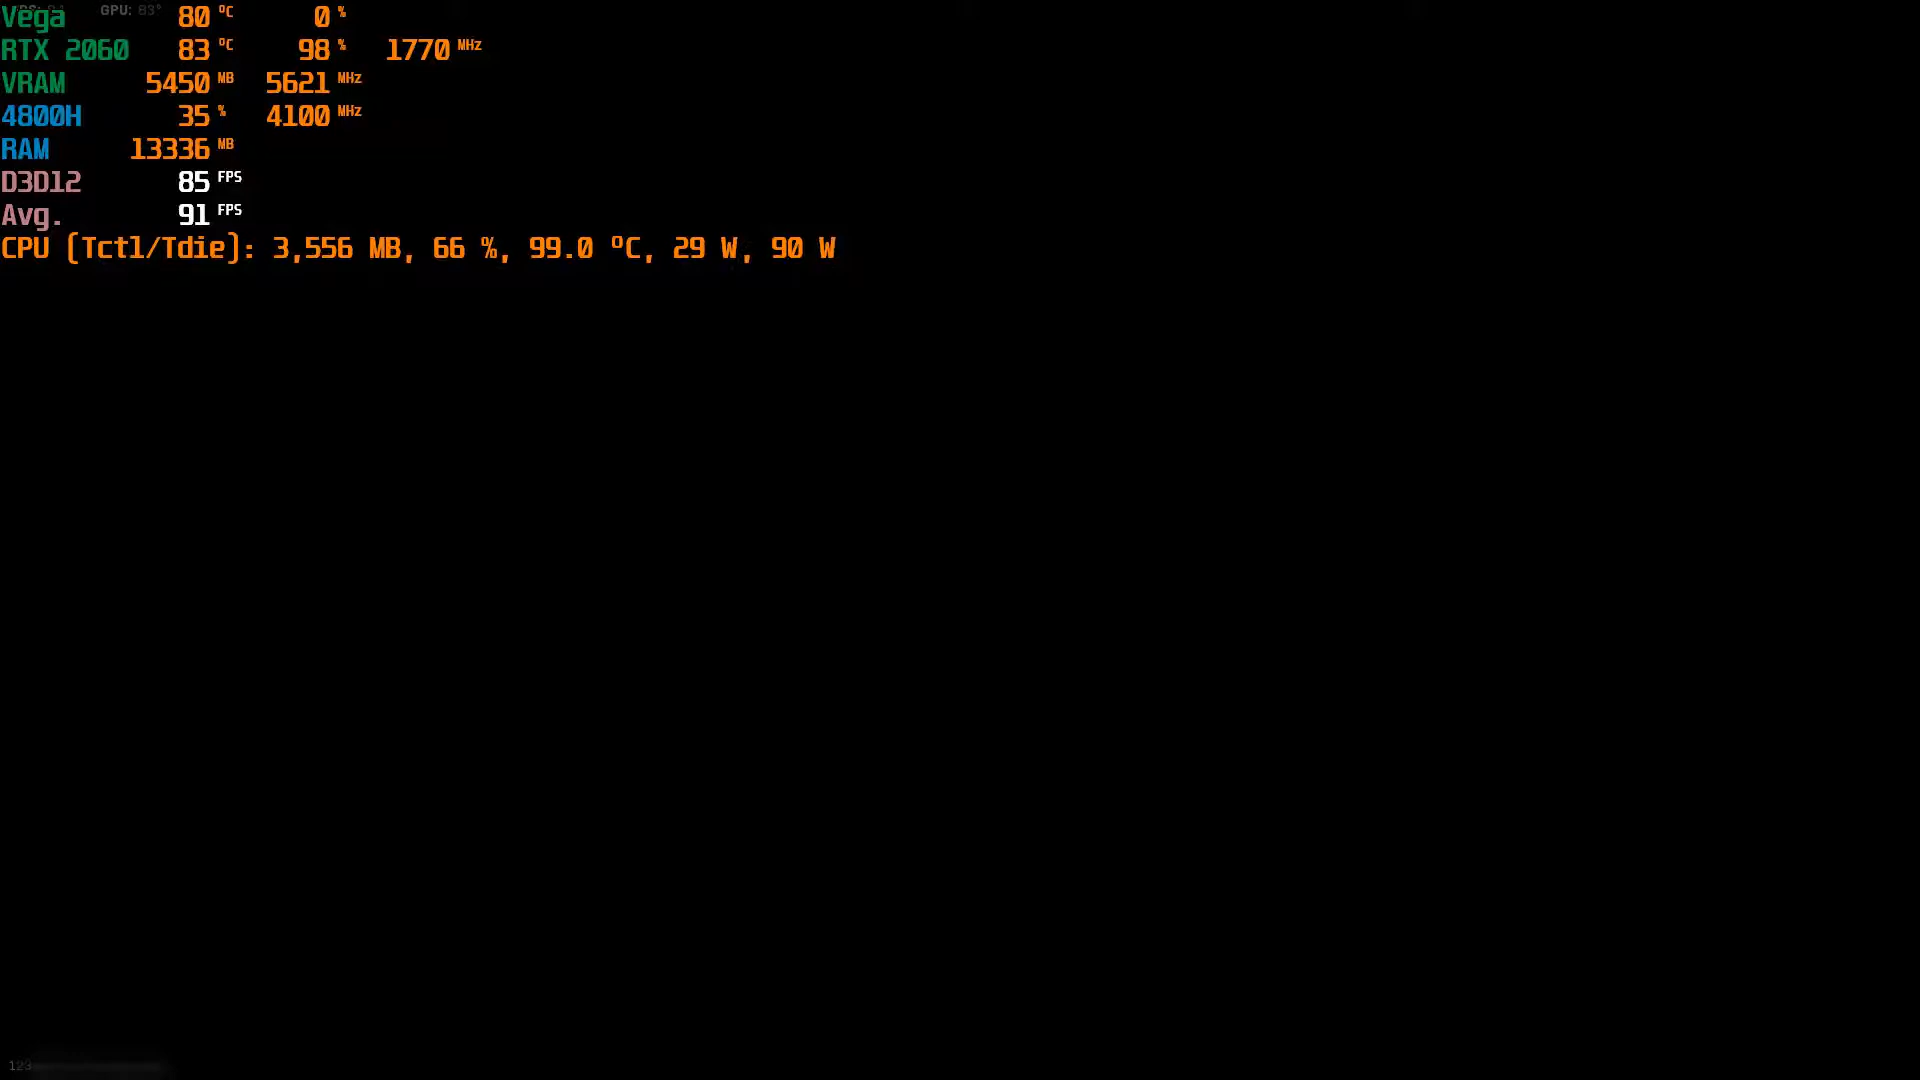 Vega 80 °C 0 %
GPU: 83°
RTX 2060 83 °C 98 % 1770 MHz
VRAM 5450 MB 5621 MHz
4800H 35 % 4100 MHz
RAM 13336 MB
D3D12 85 FPS
Avg. 91 FPS
CPU (Tctl/Tdie): 3,556 MB, 66 %, 99.0 °C, 29 W, 90 W